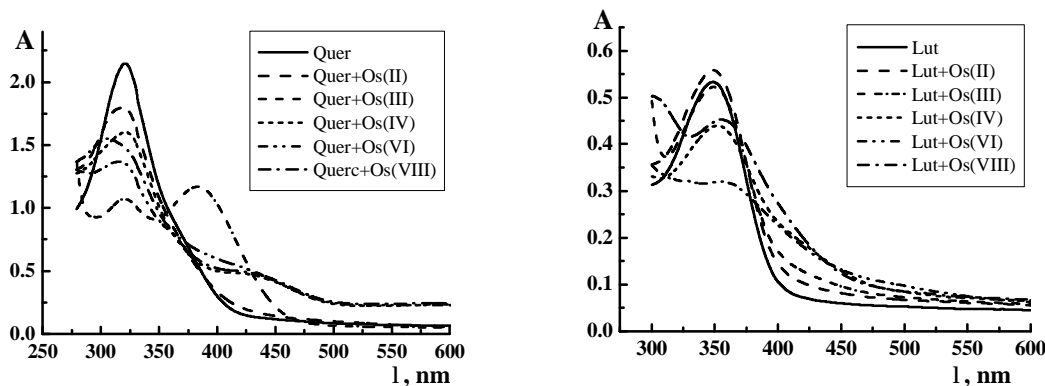 A
2.0
1.5
1.0
0.5
0.0
250 300 350 400 450 500 550 600
l, nm
Quer
Quer+Os(II)
Quer+Os(III)
Quer+Os(IV)
Quer+Os(VI)
Querc+Os(VIII)
A
0.6
0.5
0.4
0.3
0.2
0.1
0.0
300 350 400 450 500 550 600
l, nm
Lut
Lut+Os(II)
Lut+Os(III)
Lut+Os(IV)
Lut+Os(VI)
Lut+Os(VIII)